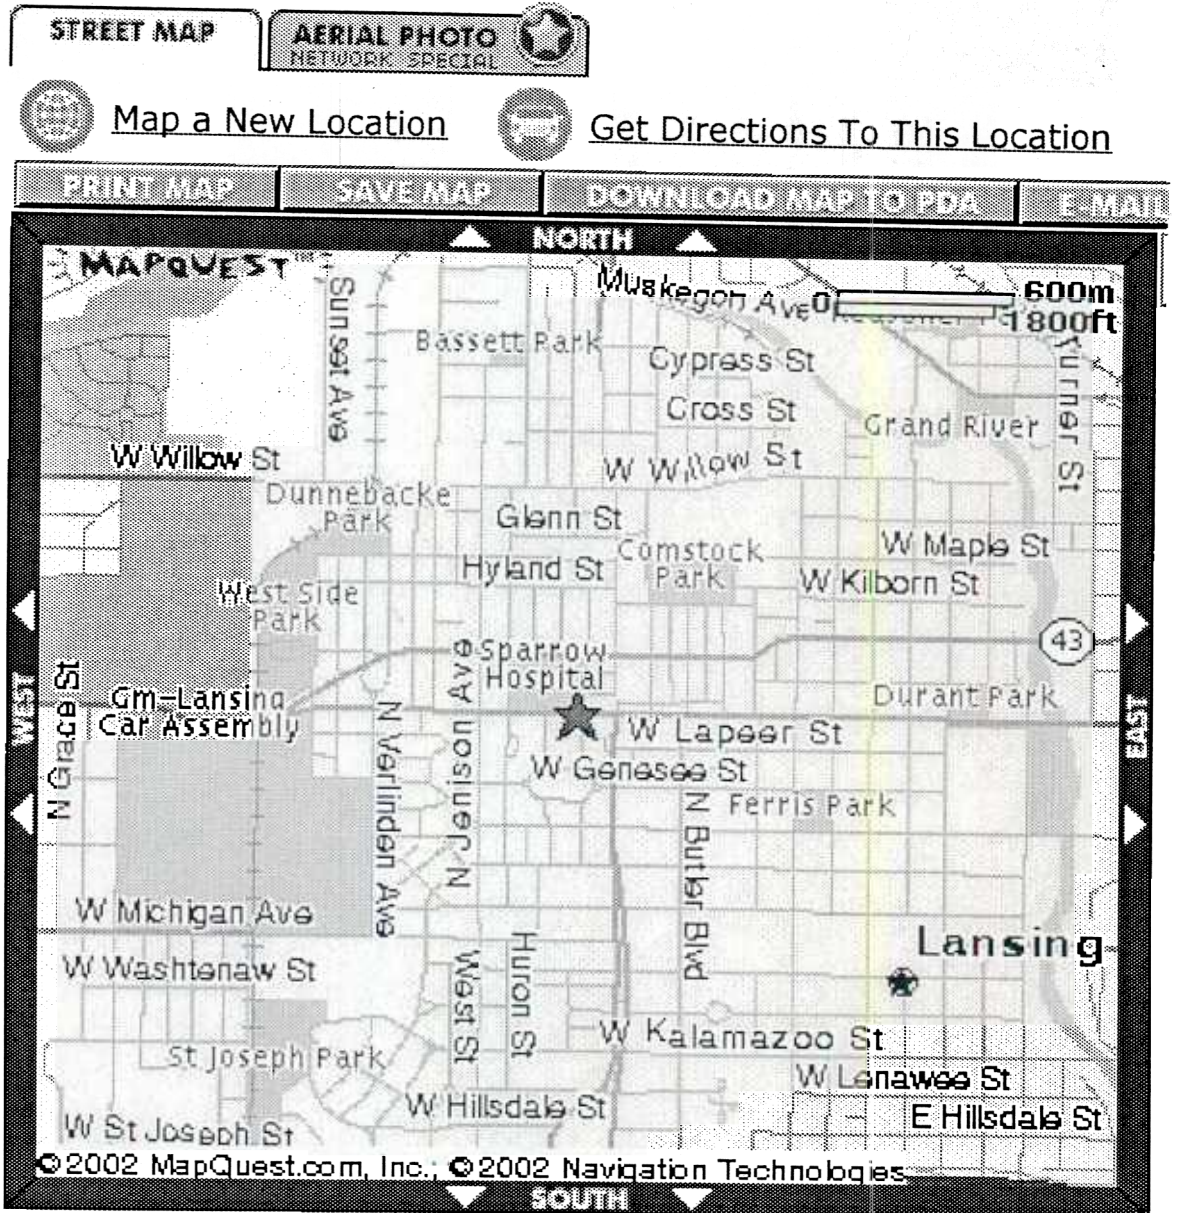 STREET MAP
AERIAL PHOTO
NETWORK SPECIAL
Map a New Location
Get Directions To This Location
PRINT MAP
SAVE MAP
DOWNLOAD MAP TO PDA
E-MAIL
NORTH
MAPQUEST
Muskegon Ave
0
600m
1800ft
Sunset Ave
Bassett Park
Cypress St
Turner St
Cross St
Grand River
W Willow St
W Willow St
Dunnebacke
Park
Glenn St
Comstock
Park
W Maple St
Hyland St
W Kilborn St
West Side
Park
43
Sparrow
Hospital
WEST
N Grace St
Gm-Lansing
Car Assembly
N Verlinden Ave
N Jenison Ave
Durant Park
EAST
W Lapeer St
W Genesee St
N Butler Blvd
Ferris Park
W Michigan Ave
Lansing
W Washtenaw St
West St
Huron St
W Kalamazoo St
St Joseph Park
W Lenawee St
W Hillsdale St
E Hillsdale St
W St Joseph St
©2002 MapQuest.com, Inc.; ©2002 Navigation Technologies
SOUTH